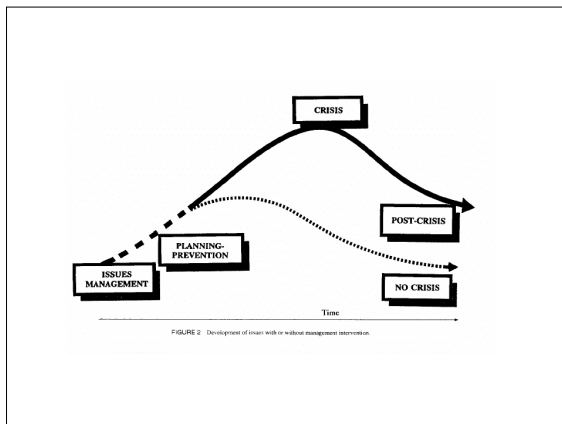 CRISIS
POST-CRISIS
PLANNING-
PREVENTION
ISSUES
MANAGEMENT
NO CRISIS
Time
FIGURE 2 Development of issues with or without management intervention.